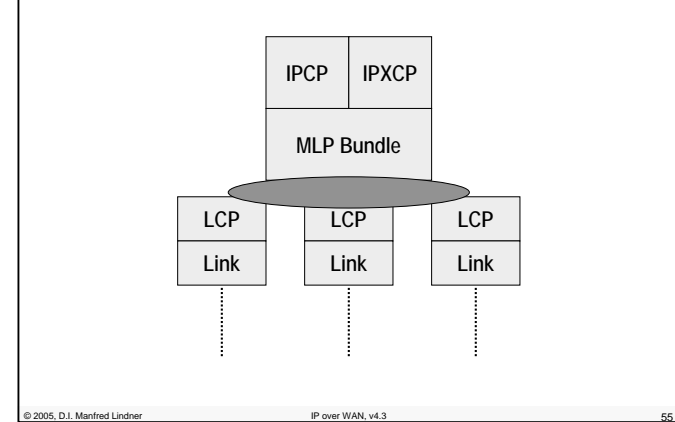 IPCP IPXCP
MLP Bundle
LCP LCP LCP
Link Link Link
© 2005, D.I. Manfred Lindner IP over WAN, v4.3 55